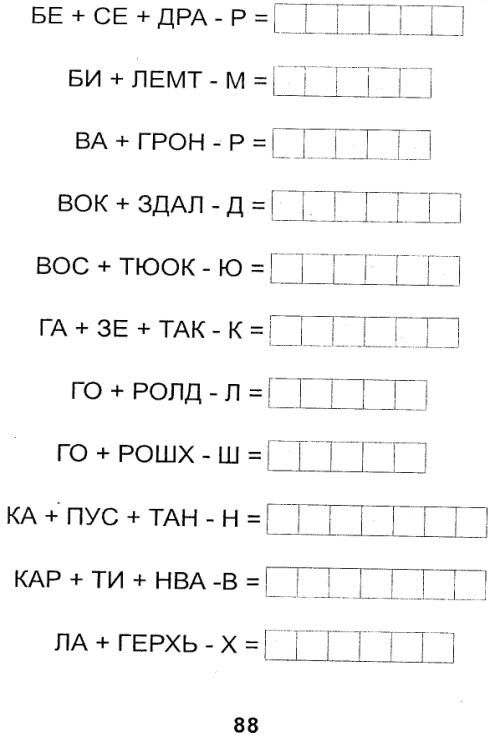 БЕ + СЕ + ДРА - Р =
БИ + ЛЕМТ - М =
ВА + ГРОН - Р =
ВОК + ЗДАЛ - Д =
ВОС + ТЮОК - Ю =
ГА + ЗЕ + ТАК - К =
ГО + РОЛД - Л =
ГО + РОШХ - Ш =
КА + ПУС + ТАН - Н =
КАР + ТИ + НВА -В =
ЛА + ГЕРХЬ - Х =
88